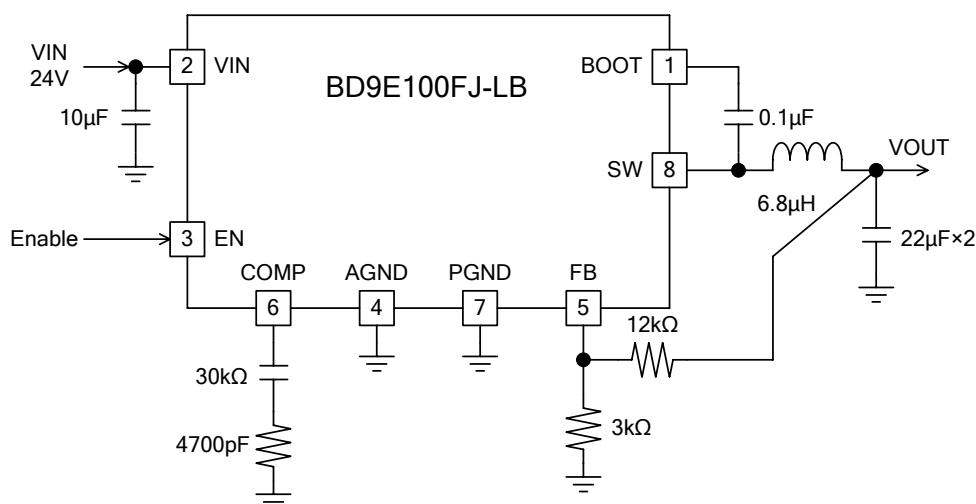 VIN
24V
2
VIN
BD9E100FJ-LB
BOOT
1
10µF
0.1µF
SW
8
VOUT
6.8µH
22µF×2
Enable
3
EN
COMP
AGND
PGND
FB
6
4
7
5
12kΩ
30kΩ
4700pF
3kΩ